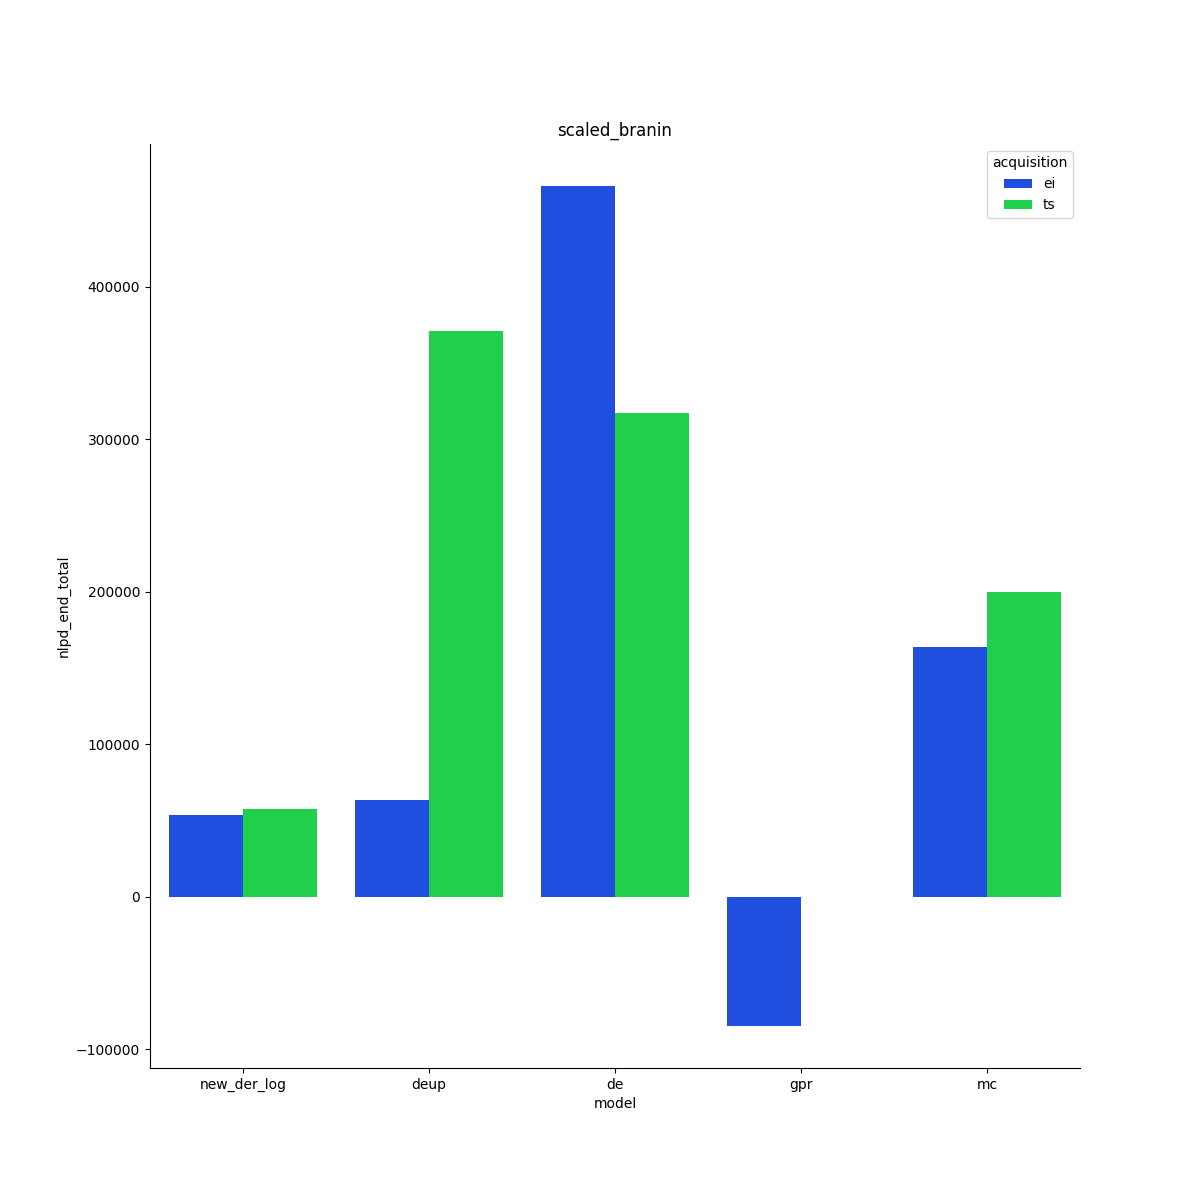 scaled_branin
acquisition
ei
ts
400000
300000
200000
100000
0
−100000
nlpd_end_total
new_der_log deup de gpr mc
model